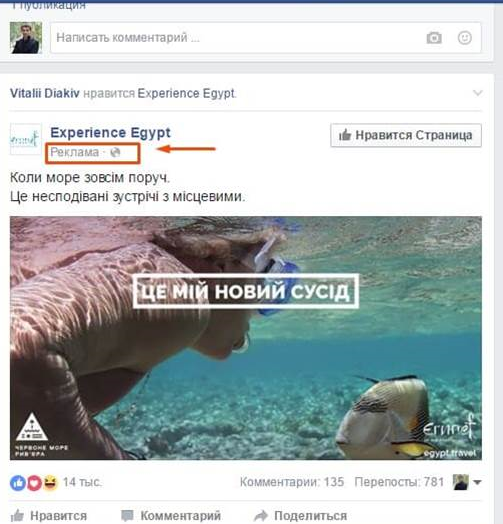 1 публикация
Написать комментарий ...
Vitalii Diakiv нравится Experience Egypt.
Experience Egypt
Реклама ·
Нравится Страница
Коли море зовсім поруч.
Це несподівані зустрічі з місцевими.
ЦЕ МІЙ НОВИЙ СУСІД
ЧЕРВОНЕ МОРЕ
РИВ'ЄРА
egypt.travel
14 тыс.
Комментарии: 135 Перепосты: 781
Нравится Комментарий Поделиться